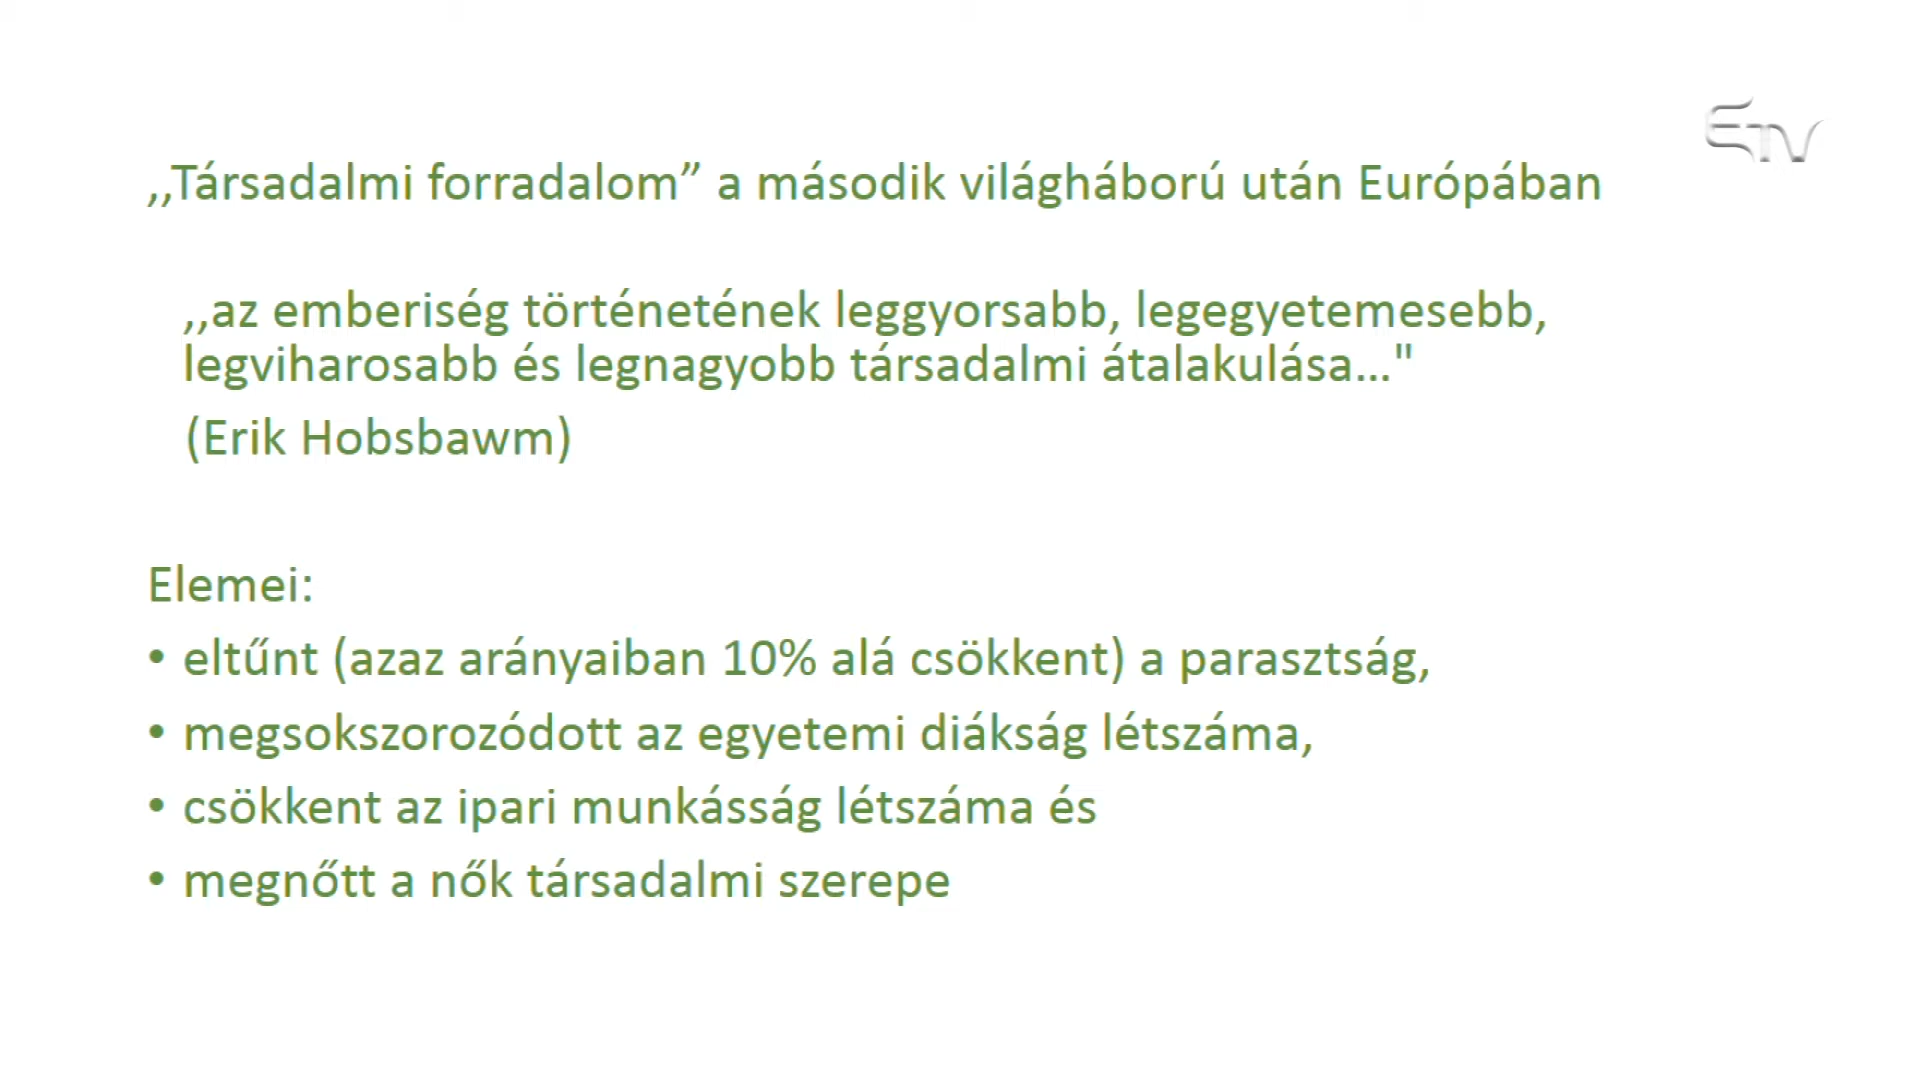 ETV
,,Társadalmi forradalom” a második világháború után Európában
,,az emberiség történetének leggyorsabb, legegyetemesebb,
legviharosabb és legnagyobb társadalmi átalakulása..."
(Erik Hobsbawm)
Elemei:
• eltűnt (azaz arányaiban 10% alá csökkent) a parasztság,
• megsokszorozódott az egyetemi diákság létszáma,
• csökkent az ipari munkásság létszáma és
• megnőtt a nők társadalmi szerepe